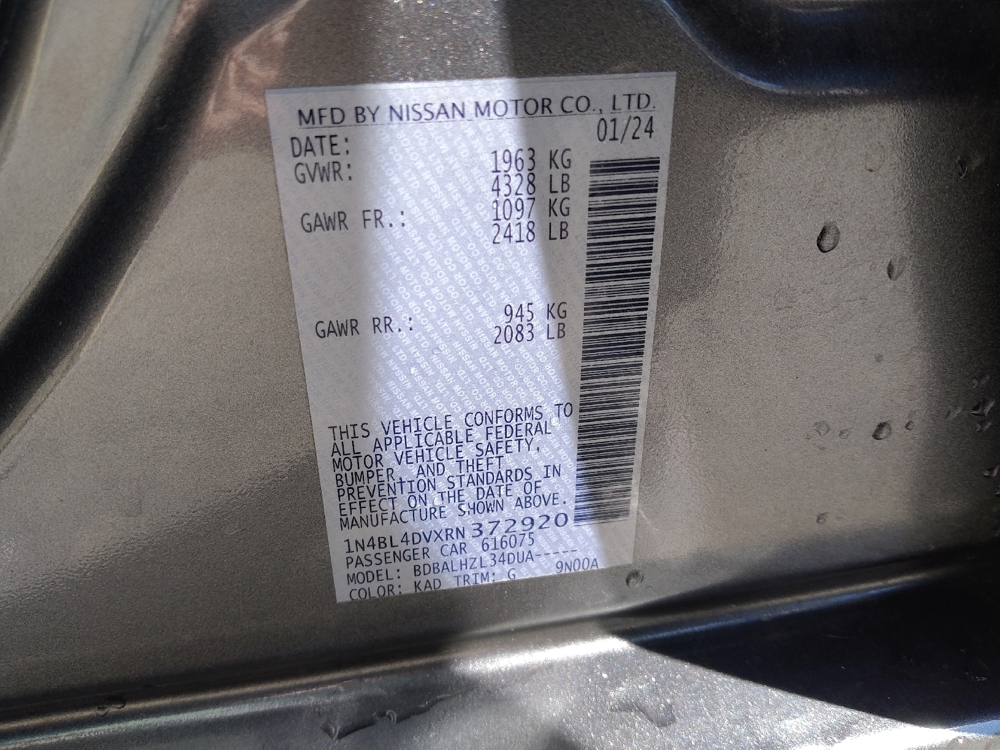 MFD BY NISSAN MOTOR CO., LTD.
DATE: 01/24
GVWR: 1963 KG
4328 LB
GAWR FR.: 1097 KG
2418 LB
GAWR RR.: 945 KG
2083 LB
THIS VEHICLE CONFORMS TO
ALL APPLICABLE FEDERAL
MOTOR VEHICLE SAFETY,
BUMPER, AND THEFT
PREVENTION STANDARDS IN
EFFECT ON THE DATE OF
MANUFACTURE SHOWN ABOVE.
1N4BL4DVXRN372920
PASSENGER CAR 616075
MODEL: BDBALHZL34DUA-----
COLOR: KAD TRIM: G 9N00A